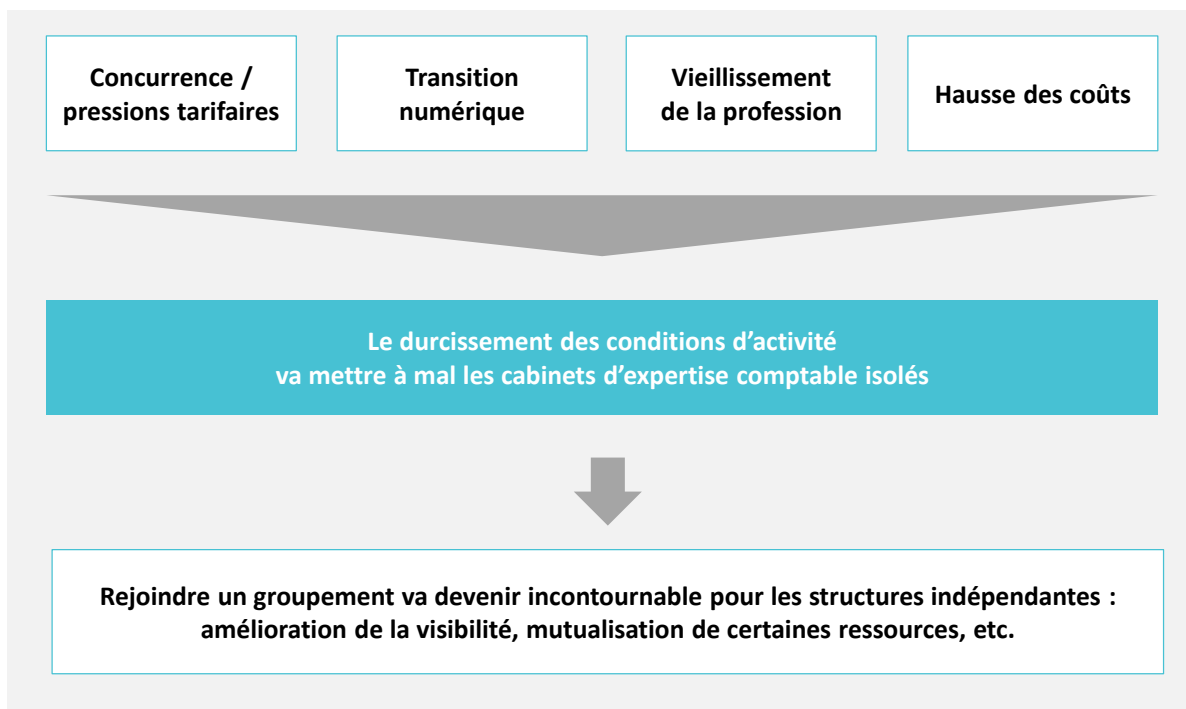 Concurrence /
pressions tarifaires
Transition
numérique
Vieillissement
de la profession
Hausse des coûts
Le durcissement des conditions d’activité
va mettre à mal les cabinets d’expertise comptable isolés
Rejoindre un groupement va devenir incontournable pour les structures indépendantes :
amélioration de la visibilité, mutualisation de certaines ressources, etc.